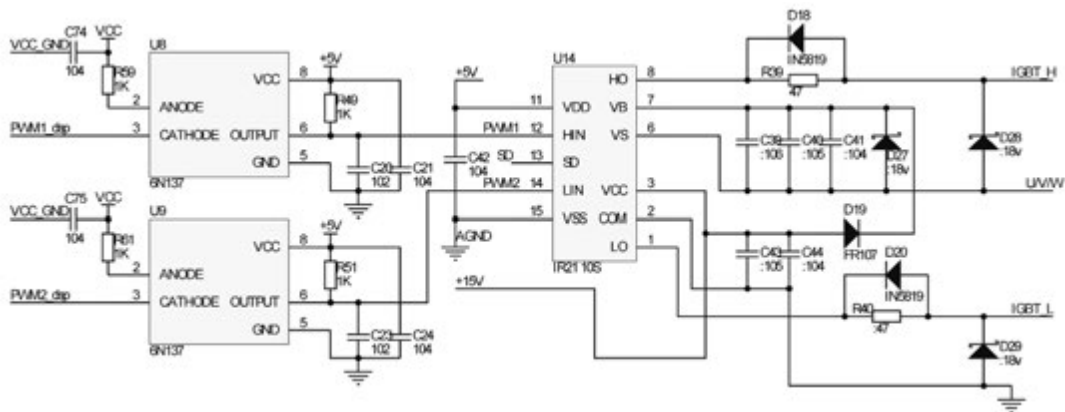 C74
VCC
VCC_GND
104
R59
1K
U8
2
ANODE
PWM1_dsp
3
CATHODE
VCC
8
OUTPUT
6
GND
5
6N137
+5V
R49
1K
C20
102
C21
104
C75
VCC
VCC_GND
104
R61
1K
U9
2
ANODE
PWM2_dsp
3
CATHODE
VCC
8
OUTPUT
6
GND
5
6N137
+5V
R51
1K
C23
102
C24
104
+5V
C42
104
PWM1
SD
PWM2
AGND
+15V
U14
11
VDD
12
HIN
13
SD
14
LIN
15
VSS
HO
8
VB
7
VS
6
VCC
3
COM
2
LO
1
IR2110S
D18
IN5819
R39
47
IGBT_H
C39
:106
C40
:105
C41
:104
D27
:18v
D28
:18v
U/V/W
C43
:105
C44
:104
D19
FR107
D20
IN5819
R40
:47
IGBT_L
D29
:18v